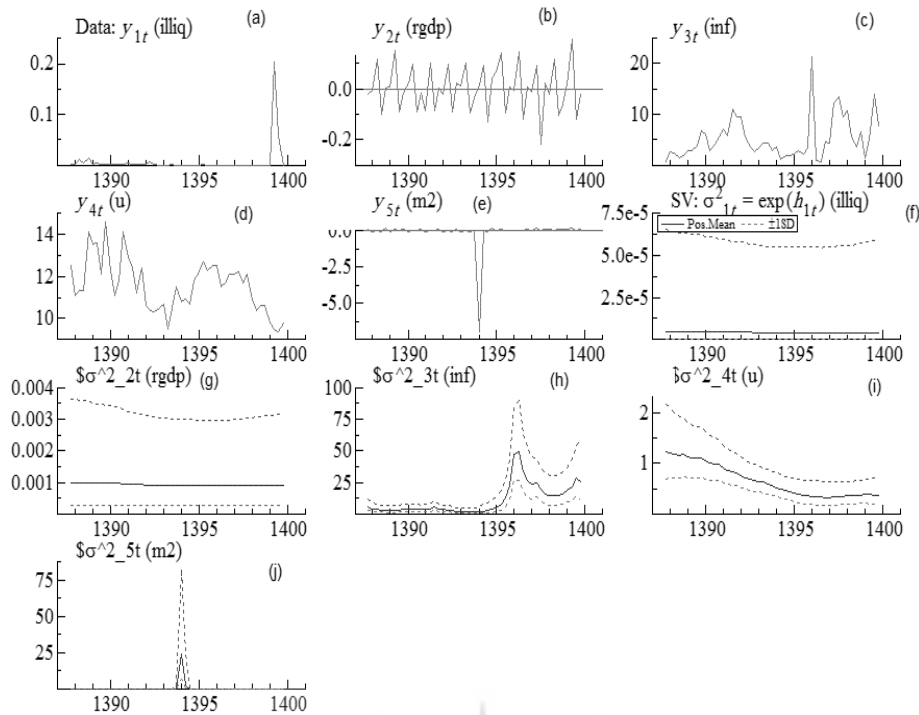 Data: y1t (illiq) (a)
0.2
0.1
1390 1395 1400
y2t (rgdp) (b)
0.0
-0.2
1390 1395 1400
y3t (inf) (c)
20
10
1390 1395 1400
y4t (u) (d)
14
12
10
1390 1395 1400
y5t (m2) (e)
0.0
-2.5
-5.0
1390 1395 1400
SV: σ²1t = exp(h1t) (illiq) (f)
7.5e-5
Pos.Mean ±1SD
5e-5
2.5e-5
1390 1395 1400
$σ^2_2t (rgdp) (g)
0.004
0.003
0.002
0.001
1390 1395 1400
$σ^2_3t (inf) (h)
100
75
50
25
1390 1395 1400
$σ^2_4t (u) (i)
2
1
1390 1395 1400
$σ^2_5t (m2) (j)
75
50
25
1390 1395 1400